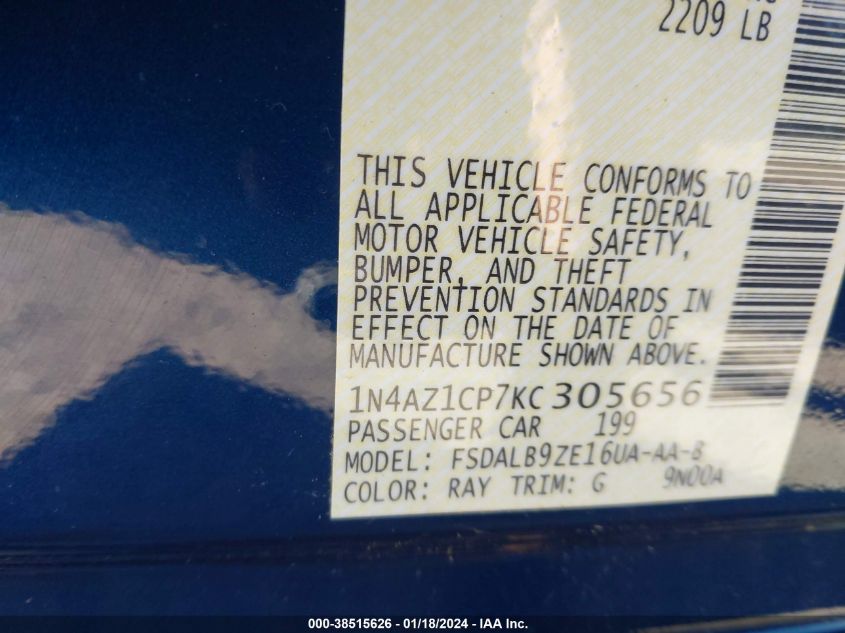 2209 LB
THIS VEHICLE CONFORMS TO
ALL APPLICABLE FEDERAL
MOTOR VEHICLE SAFETY,
BUMPER, AND THEFT
PREVENTION STANDARDS IN
EFFECT ON THE DATE OF
MANUFACTURE SHOWN ABOVE.
1N4AZ1CP7KC305656
PASSENGER CAR 199
MODEL: FSDALB9ZE16UA-AA-B
COLOR: RAY TRIM: G 9N00A
000-38515626 - 01/18/2024 - IAA Inc.